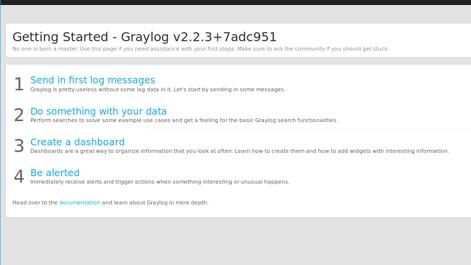 Getting Started - Graylog v2.2.3+7adc951
No one is born a master. Use this page if you need assistance with your first steps. Make sure to ask the community if you should get stuck.
1 Send in first log messages
Graylog is pretty useless without some log data in it. Let's start by sending in some messages.
2 Do something with your data
Perform searches to solve some example use cases and get a feeling for the basic Graylog search functionalities.
3 Create a dashboard
Dashboards are a great way to organize information that you look at often. Learn how to create them and how to add widgets with interesting information.
4 Be alerted
Immediately receive alerts and trigger actions when something interesting or unusual happens.
Head over to the documentation and learn about Graylog in more depth.